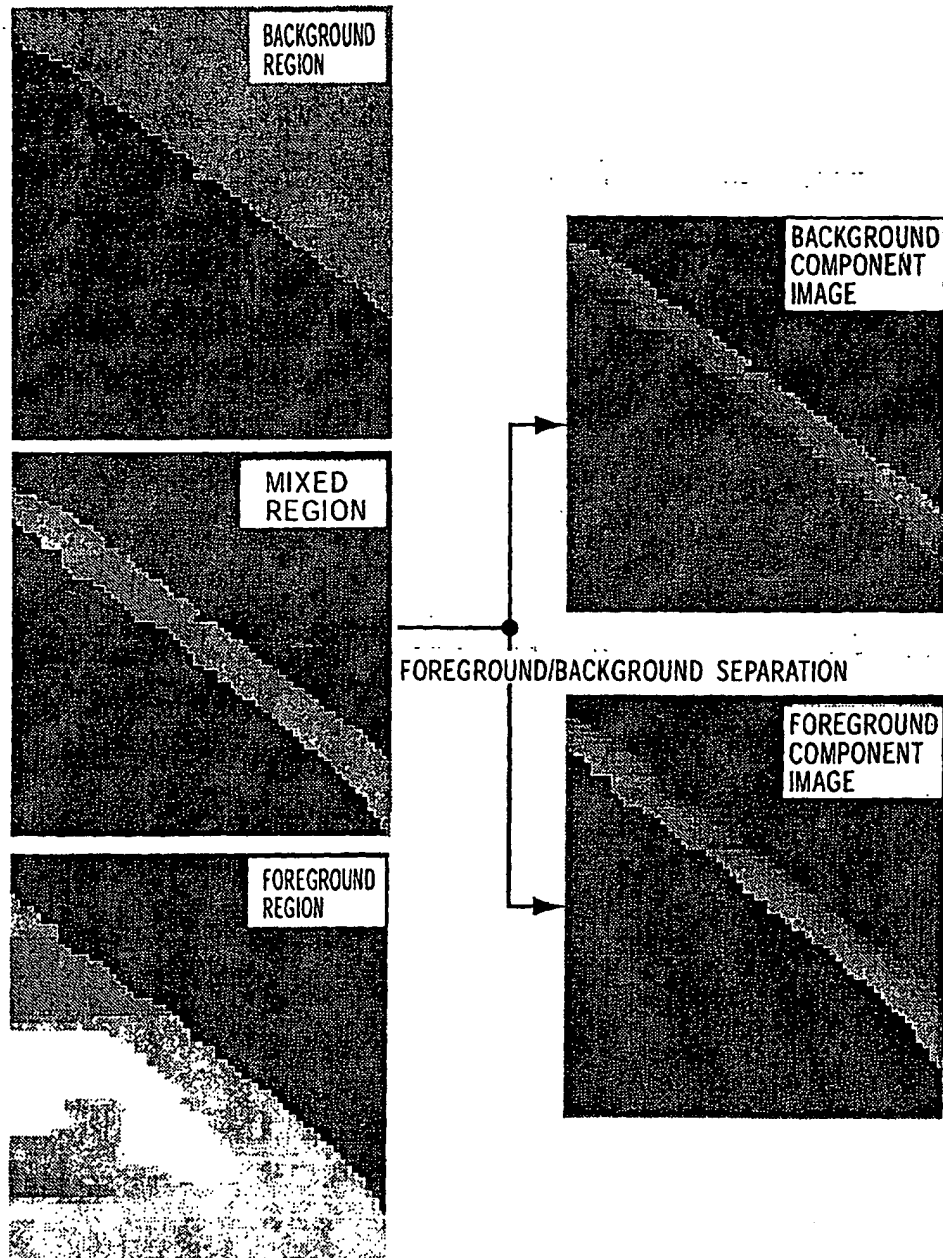 BACKGROUND
REGION
MIXED
REGION
FOREGROUND
REGION
FOREGROUND/BACKGROUND SEPARATION
BACKGROUND
COMPONENT
IMAGE
FOREGROUND
COMPONENT
IMAGE